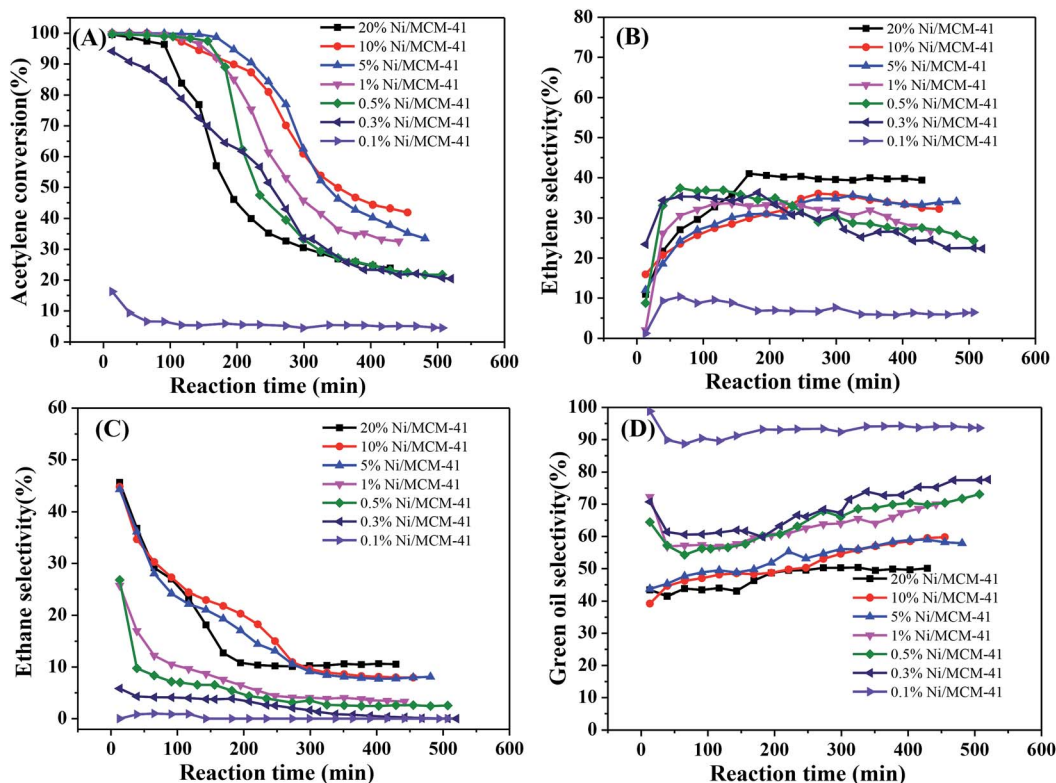 (A)
20% Ni/MCM-41
10% Ni/MCM-41
5% Ni/MCM-41
1% Ni/MCM-41
0.5% Ni/MCM-41
0.3% Ni/MCM-41
0.1% Ni/MCM-41
Acetylene conversion(%)
100
90
80
70
60
50
40
30
20
10
0
0 100 200 300 400 500 600
Reaction time (min)
(B)
20% Ni/MCM-41
10% Ni/MCM-41
5% Ni/MCM-41
1% Ni/MCM-41
0.5% Ni/MCM-41
0.3% Ni/MCM-41
0.1% Ni/MCM-41
Ethylene selectivity(%)
80
70
60
50
40
30
20
10
0
0 100 200 300 400 500 600
Reaction time (min)
(C)
20% Ni/MCM-41
10% Ni/MCM-41
5% Ni/MCM-41
1% Ni/MCM-41
0.5% Ni/MCM-41
0.3% Ni/MCM-41
0.1% Ni/MCM-41
Ethane selectivity(%)
60
50
40
30
20
10
0
0 100 200 300 400 500 600
Reaction time (min)
(D)
20% Ni/MCM-41
10% Ni/MCM-41
5% Ni/MCM-41
1% Ni/MCM-41
0.5% Ni/MCM-41
0.3% Ni/MCM-41
0.1% Ni/MCM-41
Green oil selectivity(%)
100
90
80
70
60
50
40
30
20
10
0
0 100 200 300 400 500 600
Reaction time (min)